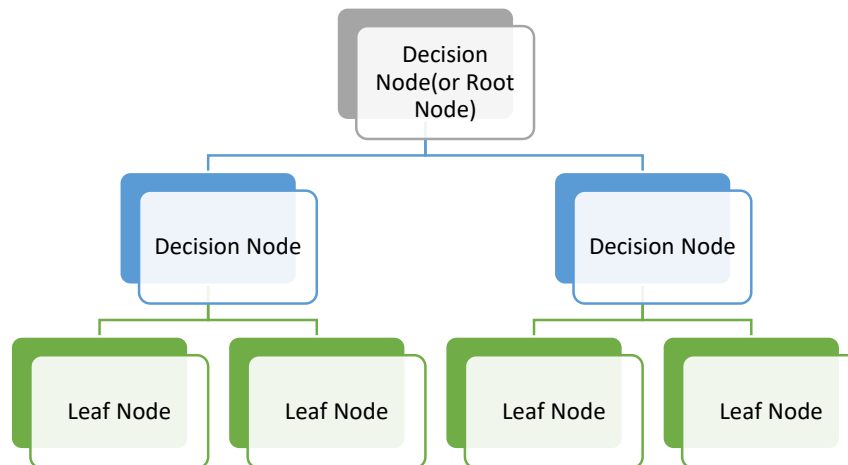 Decision
Node(or Root
Node)
Decision Node
Decision Node
Leaf Node
Leaf Node
Leaf Node
Leaf Node